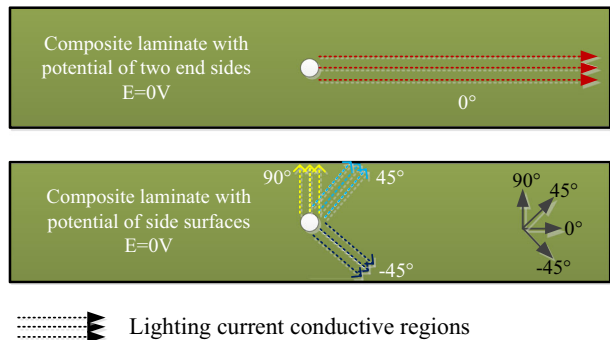 Composite laminate with
potential of two end sides
E=0V
0°
Composite laminate with
potential of side surfaces
E=0V
90°
45°
-45°
90°
45°
0°
-45°
Lighting current conductive regions